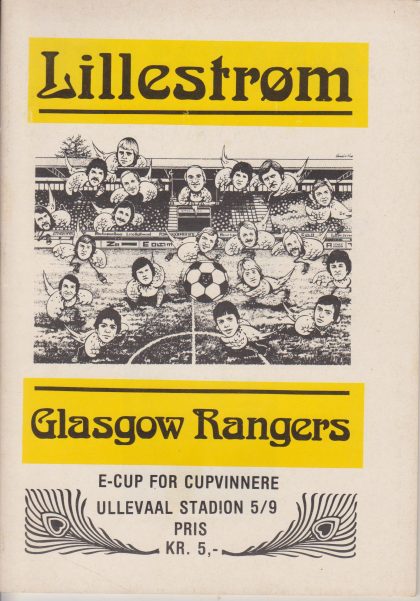 Lillestrøm
Glasgow Rangers
E-CUP FOR CUPVINNERE
ULLEVAAL STADION 5/9
PRIS
KR. 5,-